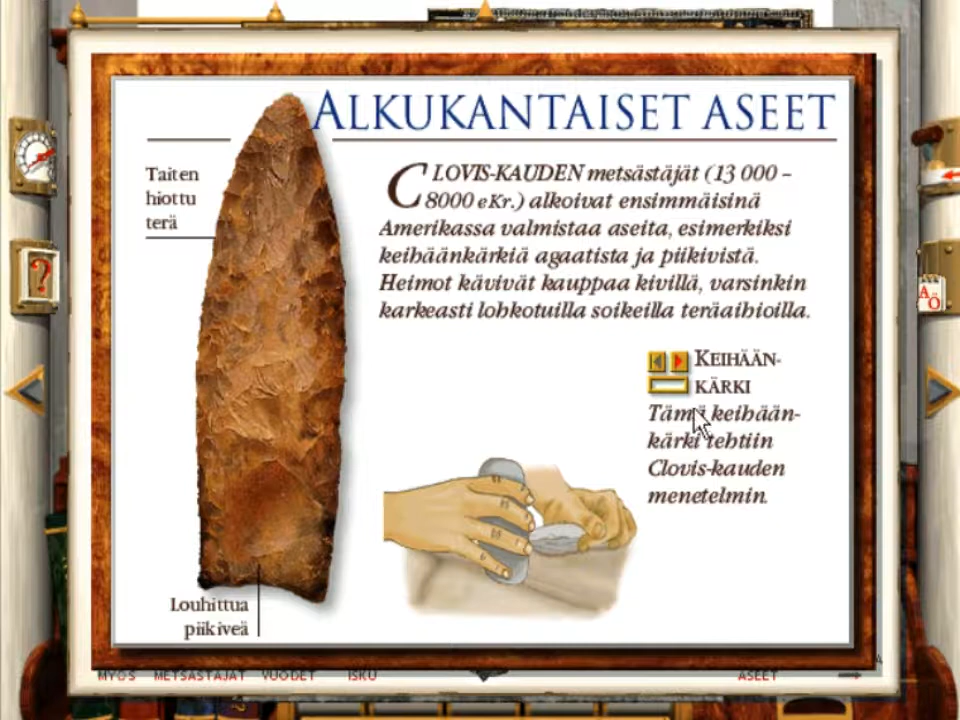 ALKUKANTAISET ASEET
Taiten
hiottu
terä
CLOVIS-KAUDEN metsästäjät (13 000 –
8000 eKr.) alkoivat ensimmäisinä
Amerikassa valmistaa aseita, esimerkiksi
keihäänkärkiä agaatista ja piikivistä.
Heimot kävivät kauppaa kivillä, varsinkin
karkeasti lohkotuilla soikeilla teräaihioilla.
KEIHÄÄN-
KÄRKI
Tämä keihään-
kärki tehtiin
Clovis-kauden
menetelmin.
Louhittua
piikiveä
MYÖS METSÄSTÄJÄT VUODET ISKU ASEET
?
A
Ö